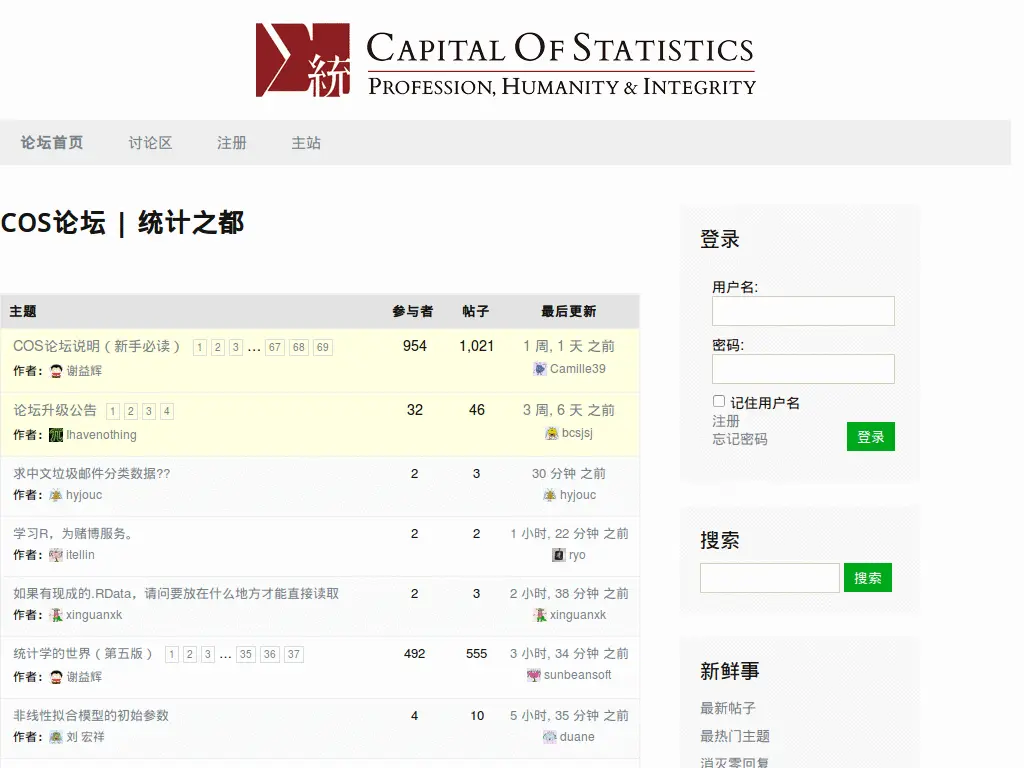 統
CAPITAL OF STATISTICS
PROFESSION, HUMANITY & INTEGRITY
论坛首页 讨论区 注册 主站
COS论坛 | 统计之都
主题 参与者 帖子 最后更新
COS论坛说明（新手必读） 1 2 3 … 67 68 69 954 1,021 1 周, 1 天 之前
作者： 谢益辉 Camille39
论坛升级公告 1 2 3 4 32 46 3 周, 6 天 之前
作者： Ihavenothing bcsjsj
求中文垃圾邮件分类数据?? 2 3 30 分钟 之前
作者： hyjouc hyjouc
学习R，为赌博服务。 2 2 1 小时, 22 分钟 之前
作者： itellin ryo
如果有现成的.RData，请问要放在什么地方才能直接读取 2 3 2 小时, 38 分钟 之前
作者： xinguanxk xinguanxk
统计学的世界（第五版） 1 2 3 … 35 36 37 492 555 3 小时, 34 分钟 之前
作者： 谢益辉 sunbeansoft
非线性拟合模型的初始参数 4 10 5 小时, 35 分钟 之前
作者： 刘 宏祥 duane
登录
用户名:
密码:
记住用户名
注册
忘记密码
登录
搜索
搜索
新鲜事
最新帖子
最热门主题
消灭零回复